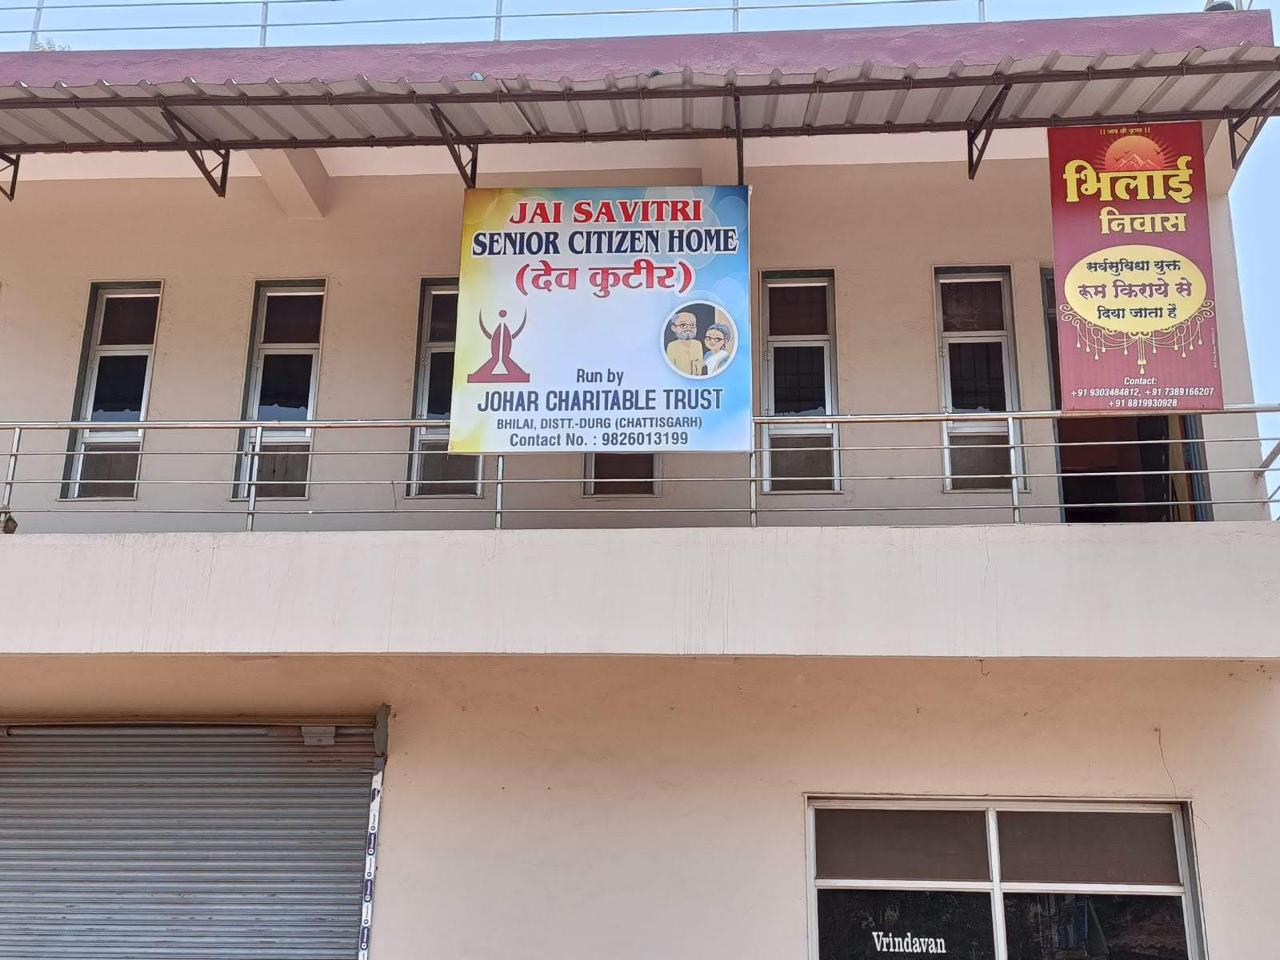 JAI SAVITRI
SENIOR CITIZEN HOME
(देव कुटीर)
Run by
JOHAR CHARITABLE TRUST
BHILAI, DISTT.-DURG (CHATTISGARH)
Contact No. : 9826013199
|| जय श्री कृष्णा ||
भिलाई
निवास
सर्वसुविधा युक्त
रूम किराये से
दिया जाता है
Contact:
+91 9303484812, +91 7389166207
+91 8819930928
Vrindavan